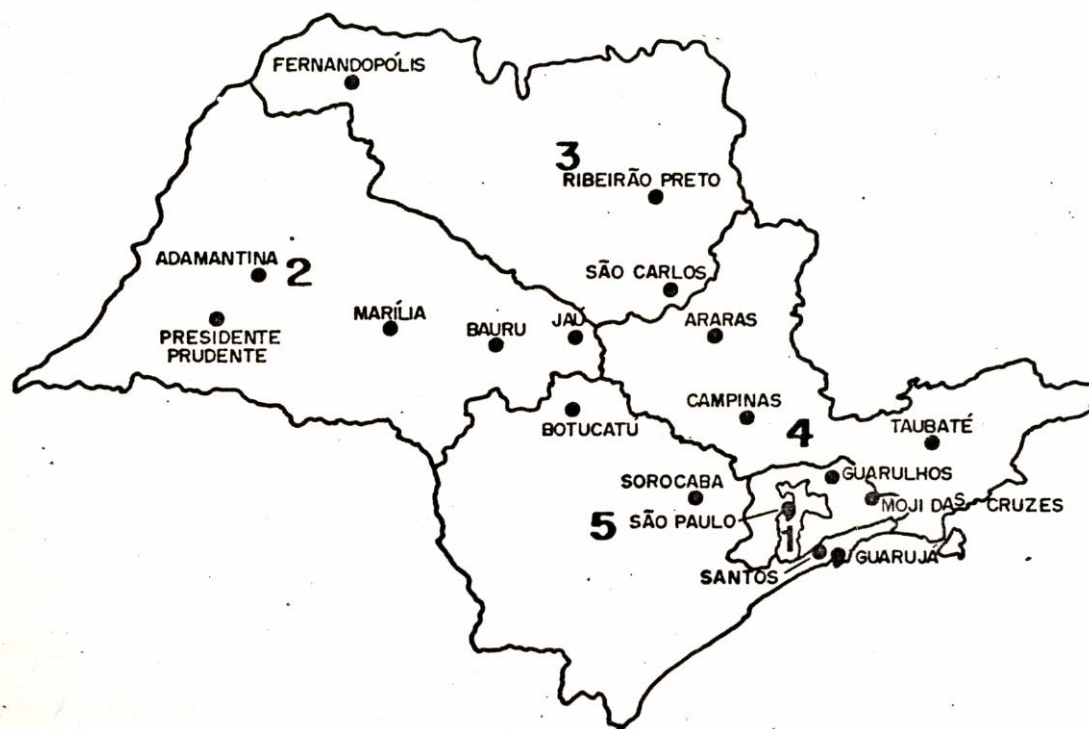 FERNANDOPÓLIS
3
RIBEIRÃO PRETO
ADAMANTINA
2
SÃO CARLOS
PRESIDENTE
PRUDENTE
MARÍLIA
BAURU
JAÚ
ARARAS
BOTUCATU
CAMPINAS
4
TAUBATÉ
GUARULHOS
SOROCABA
MOJI DAS CRUZES
5
SÃO PAULO
1
SANTOS
GUARUJÁ